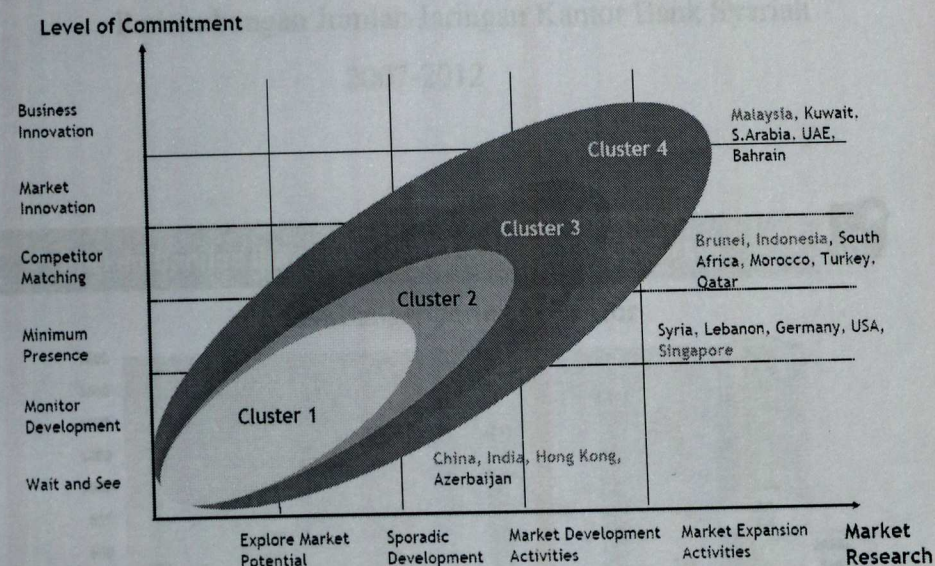 Level of Commitment
Business
Innovation
Market
Innovation
Competitor
Matching
Minimum
Presence
Monitor
Development
Wait and See
Cluster 4
Cluster 3
Cluster 2
Cluster 1
Malaysia, Kuwait,
S.Arabia, UAE,
Bahrain
Brunei, Indonesia, South
Africa, Morocco, Turkey,
Qatar
Syria, Lebanon, Germany, USA,
Singapore
China, India, Hong Kong,
Azerbaijan
Explore Market
Potential
Sporadic
Development
Market Development
Activities
Market Expansion
Activities
Market
Research